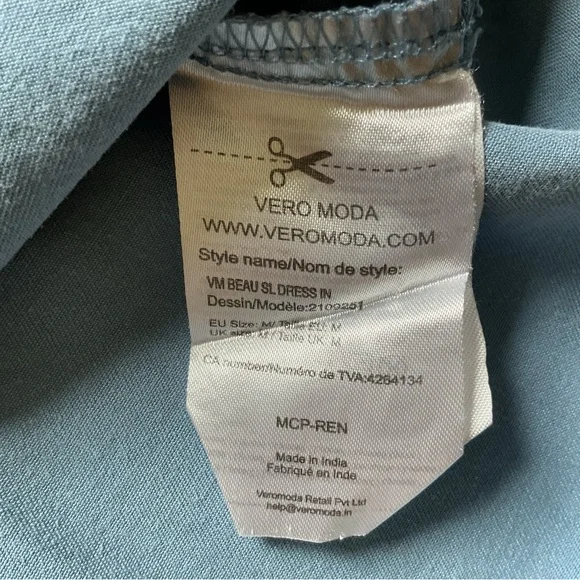 VERO MODA
WWW.VEROMODA.COM
Style name/Nom de style:
VM BEAU SL DRESS IN
Dessin/Modèle:2109251
EU Size: M/ Taille EU: M
UK size: M / Taille UK: M
CA number/Numéro de TVA:4264134
MCP-REN
Made in India
Fabriqué en Inde
Veromoda Retail Pvt Ltd
help@veromoda.in